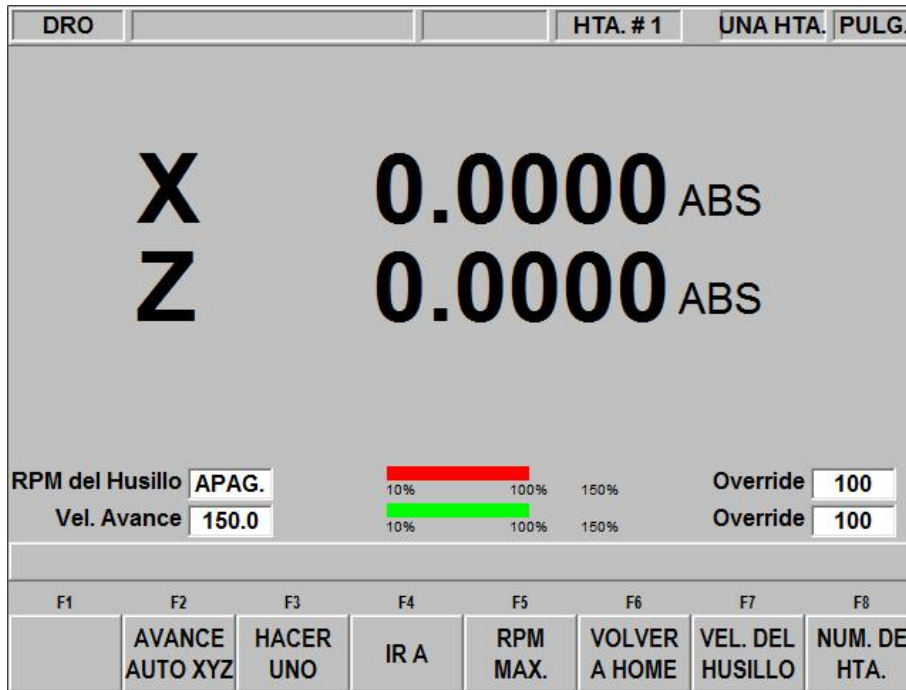 DRO HTA. # 1 UNA HTA. PULG.
X 0.0000 ABS
Z 0.0000 ABS
RPM del Husillo APAG. 10% 100% 150% Override 100
Vel. Avance 150.0 10% 100% 150% Override 100
F1 F2 F3 F4 F5 F6 F7 F8
AVANCE HACER IR A RPM VOLVER VEL. DEL NUM. DE
AUTO XYZ UNO MAX. A HOME HUSILLO HTA.